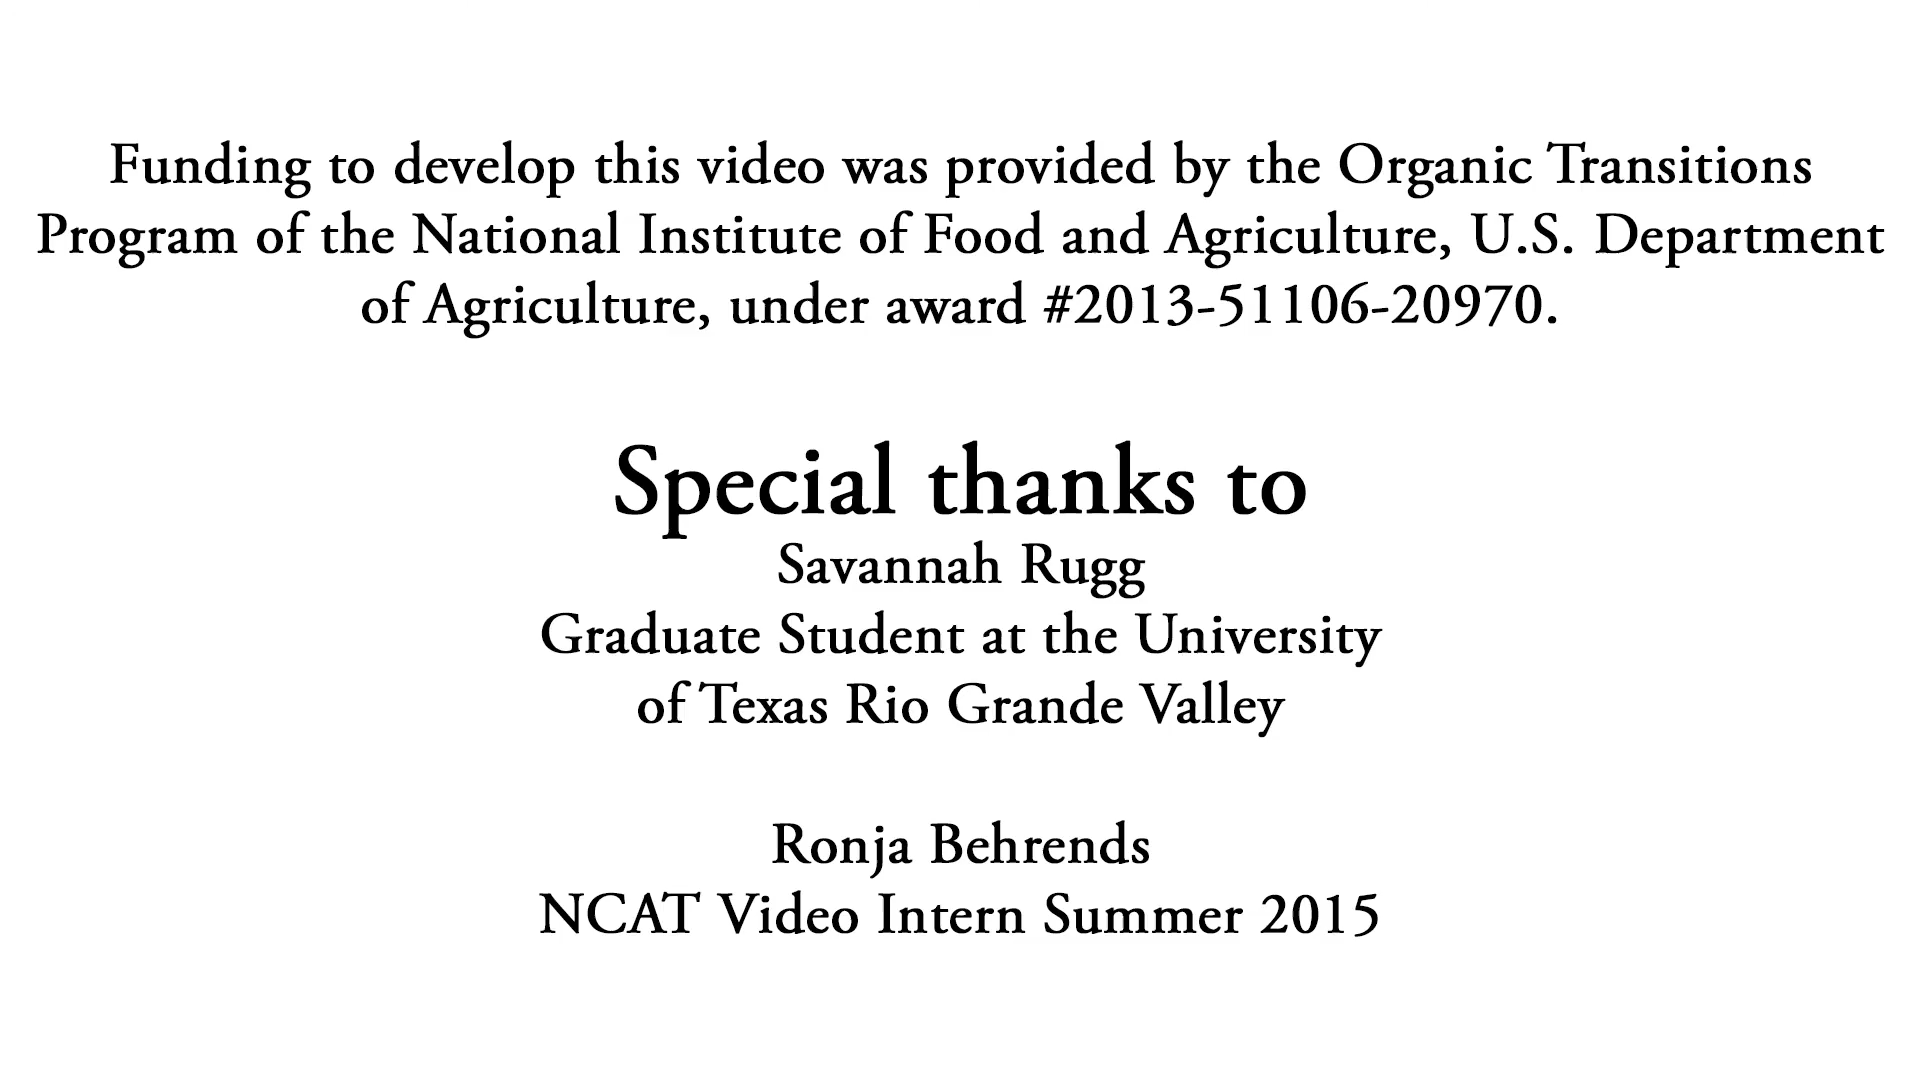 Funding to develop this video was provided by the Organic Transitions
Program of the National Institute of Food and Agriculture, U.S. Department
of Agriculture, under award #2013-51106-20970.
Special thanks to
Savannah Rugg
Graduate Student at the University
of Texas Rio Grande Valley
Ronja Behrends
NCAT Video Intern Summer 2015